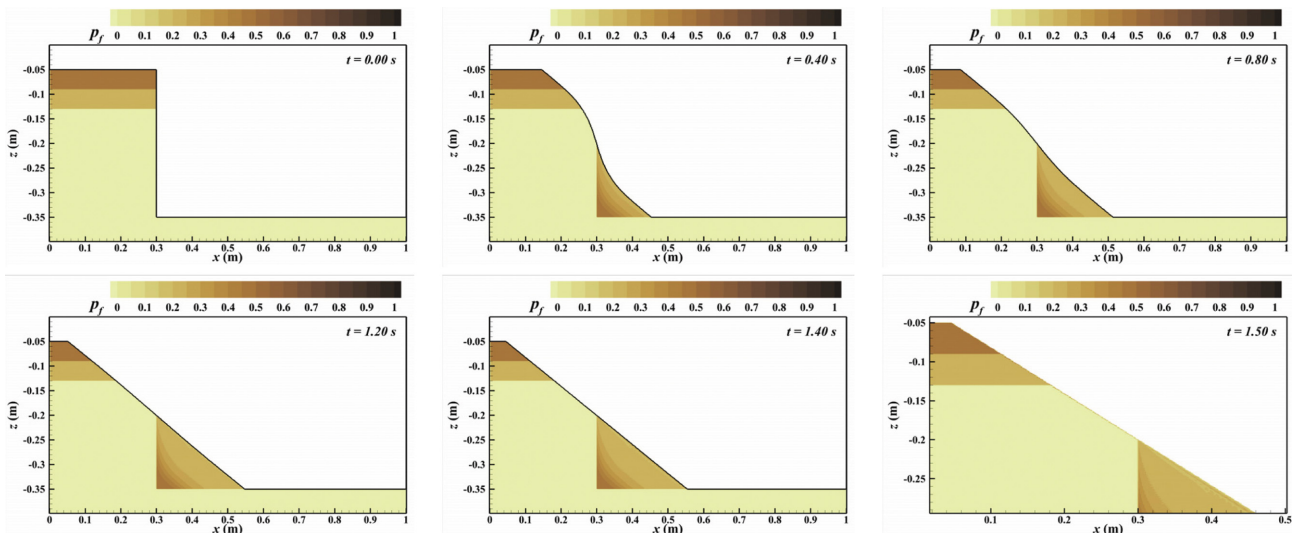 p_f 0 0.1 0.2 0.3 0.4 0.5 0.6 0.7 0.8 0.9 1
t = 0.00 s
-0.05
-0.1
-0.15
-0.2
-0.25
-0.3
-0.35
z (m)
0 0.1 0.2 0.3 0.4 0.5 0.6 0.7 0.8 0.9 1
x (m)
p_f 0 0.1 0.2 0.3 0.4 0.5 0.6 0.7 0.8 0.9 1
t = 0.40 s
-0.05
-0.1
-0.15
-0.2
-0.25
-0.3
-0.35
z (m)
0 0.1 0.2 0.3 0.4 0.5 0.6 0.7 0.8 0.9 1
x (m)
p_f 0 0.1 0.2 0.3 0.4 0.5 0.6 0.7 0.8 0.9 1
t = 0.80 s
-0.05
-0.1
-0.15
-0.2
-0.25
-0.3
-0.35
z (m)
0 0.1 0.2 0.3 0.4 0.5 0.6 0.7 0.8 0.9 1
x (m)
p_f 0 0.1 0.2 0.3 0.4 0.5 0.6 0.7 0.8 0.9 1
t = 1.20 s
-0.05
-0.1
-0.15
-0.2
-0.25
-0.3
-0.35
z (m)
0 0.1 0.2 0.3 0.4 0.5 0.6 0.7 0.8 0.9 1
x (m)
p_f 0 0.1 0.2 0.3 0.4 0.5 0.6 0.7 0.8 0.9 1
t = 1.40 s
-0.05
-0.1
-0.15
-0.2
-0.25
-0.3
-0.35
z (m)
0 0.1 0.2 0.3 0.4 0.5 0.6 0.7 0.8 0.9 1
x (m)
p_f 0 0.1 0.2 0.3 0.4 0.5 0.6 0.7 0.8 0.9 1
t = 1.50 s
-0.05
-0.1
-0.15
-0.2
-0.25
z (m)
0.1 0.2 0.3 0.4 0.5
x (m)